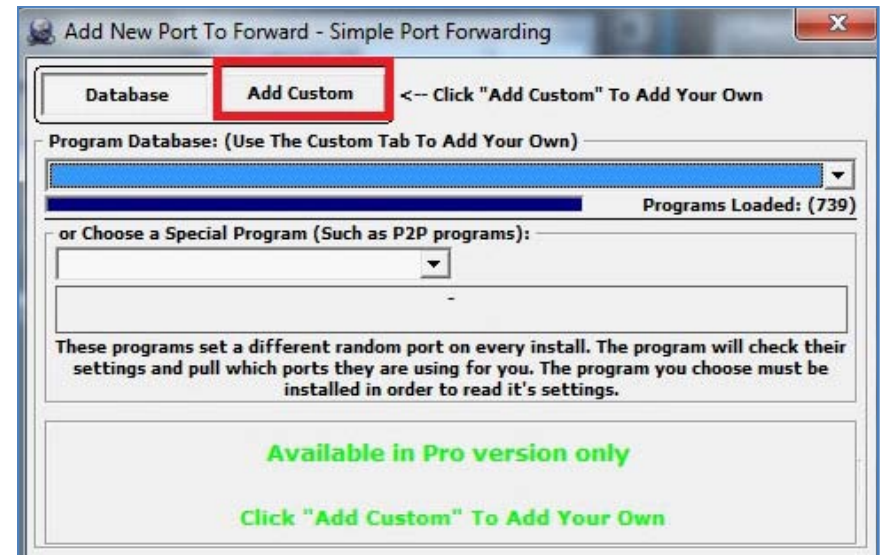 Add New Port To Forward - Simple Port Forwarding
Database Add Custom <-- Click "Add Custom" To Add Your Own
Program Database: (Use The Custom Tab To Add Your Own)
Programs Loaded: (739)
or Choose a Special Program (Such as P2P programs):
-
These programs set a different random port on every install. The program will check their
settings and pull which ports they are using for you. The program you choose must be
installed in order to read it's settings.
Available in Pro version only
Click "Add Custom" To Add Your Own